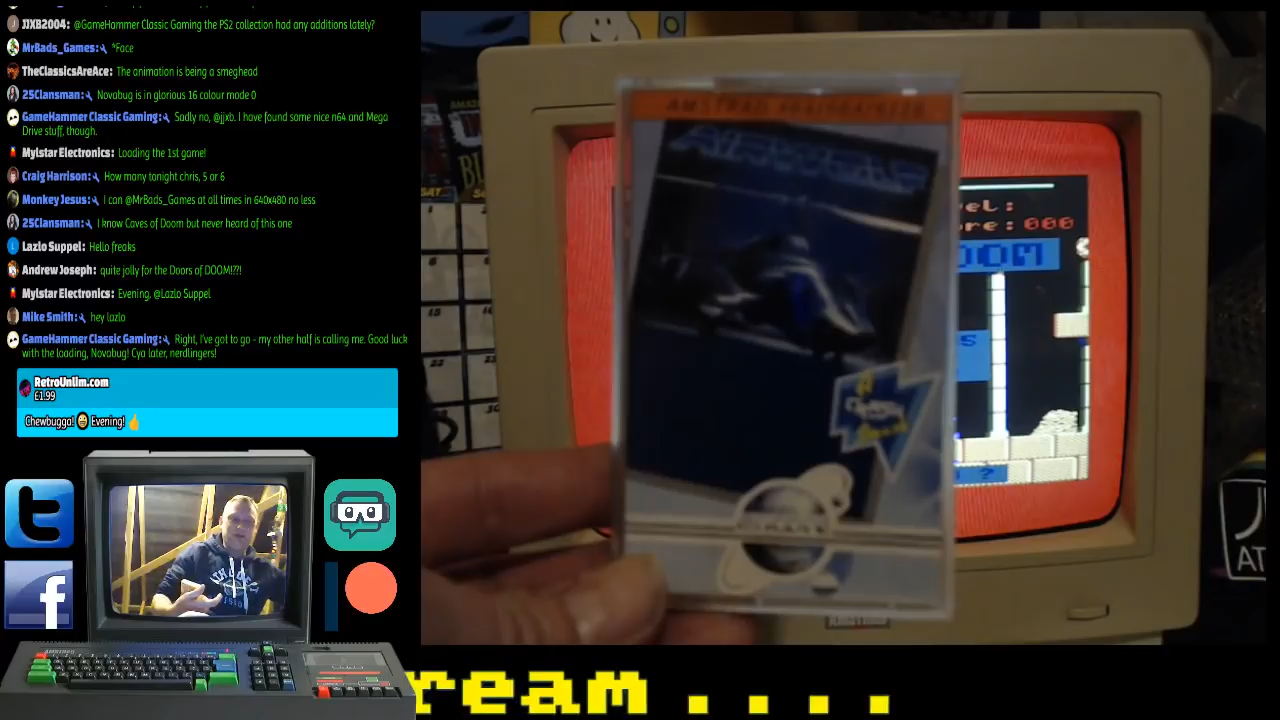 JJXB2004: @GameHammer Classic Gaming the PS2 collection had any additions lately?
MrBads_Games: *Face
TheClassicsAreAce: The animation is being a smeghead
25Clansman: Novabug is in glorious 16 colour mode 0
GameHammer Classic Gaming: Sadly no, @jjxb. I have found some nice n64 and Mega
Drive stuff, though.
Mylstar Electronics: Loading the 1st game!
Craig Harrison: How many tonight chris, 5 or 6
Monkey Jesus: I can @MrBads_Games at all times in 640x480 no less
25Clansman: I know Caves of Doom but never heard of this one
Lazlo Suppel: Hello freaks
Andrew Joseph: quite jolly for the Doors of DOOM!??!
Mylstar Electronics: Evening, @Lazlo Suppel
Mike Smith: hey lazlo
GameHammer Classic Gaming: Right, I've got to go - my other half is calling me. Good luck
with the loading, Novabug! Cya later, nerdlingers!
RetroUnlim.com
£1.99
Chewbugga! Evening!
AMSTRAD
vel:
re: 000
OOM
ream ....